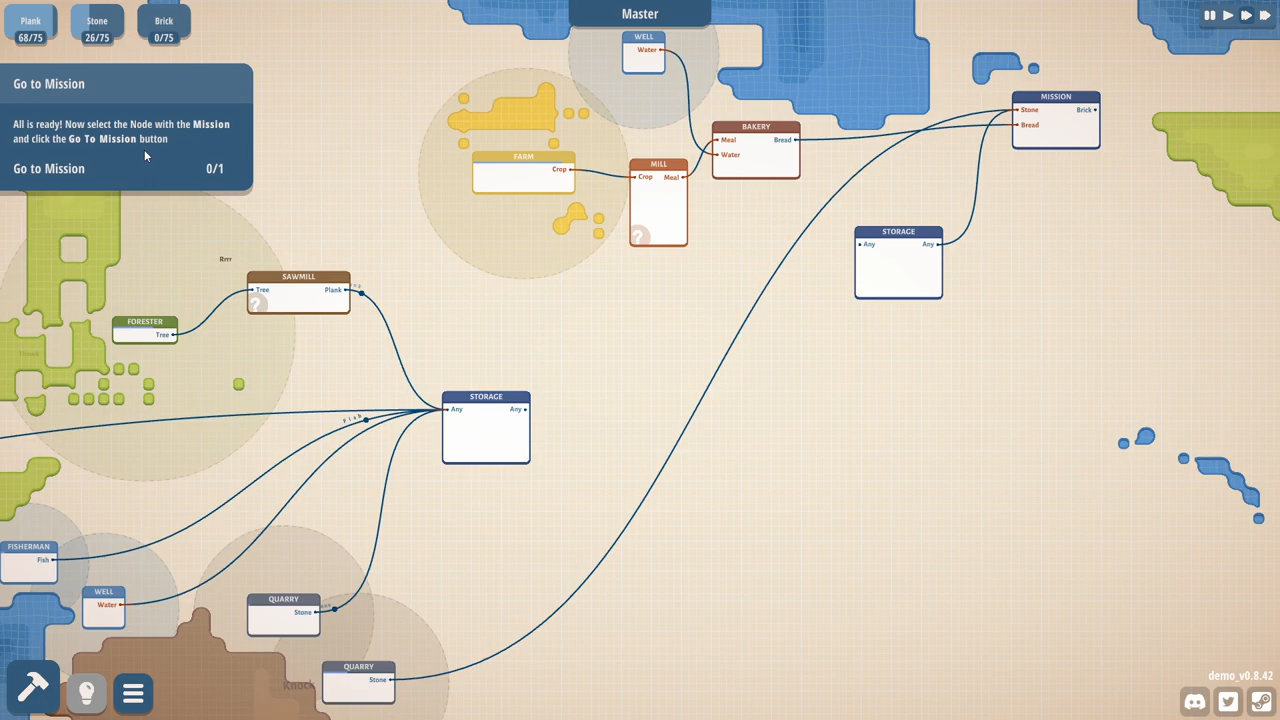 Plank
68/75
Stone
26/75
Brick
0/75
Master
Go to Mission
All is ready! Now select the Node with the Mission
and click the Go To Mission button
Go to Mission 0/1
WELL
Water
MISSION
Stone Brick
Bread
BAKERY
Meal Bread
Water
FARM
Crop
MILL
Crop Meal
?
STORAGE
Any Any
Rrrr
SAWMILL
Tree Plank
?
FORESTER
Tree
STORAGE
Any Any
Fish
FISHERMAN
Fish
WELL
Water
QUARRY
Stone
QUARRY
Stone
Knock
demo_v0.8.42